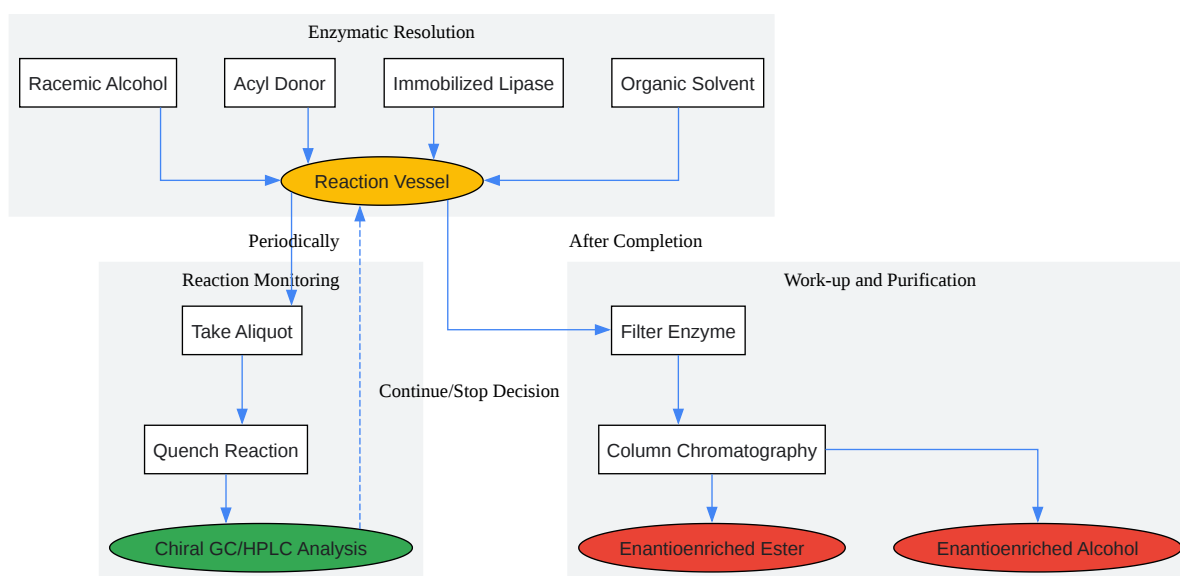 Enzymatic Resolution
Racemic Alcohol
Acyl Donor
Immobilized Lipase
Organic Solvent
Reaction Vessel
Periodically
After Completion
Reaction Monitoring
Work-up and Purification
Take Aliquot
Filter Enzyme
Continue/Stop Decision
Quench Reaction
Column Chromatography
Chiral GC/HPLC Analysis
Enantioenriched Ester
Enantioenriched Alcohol